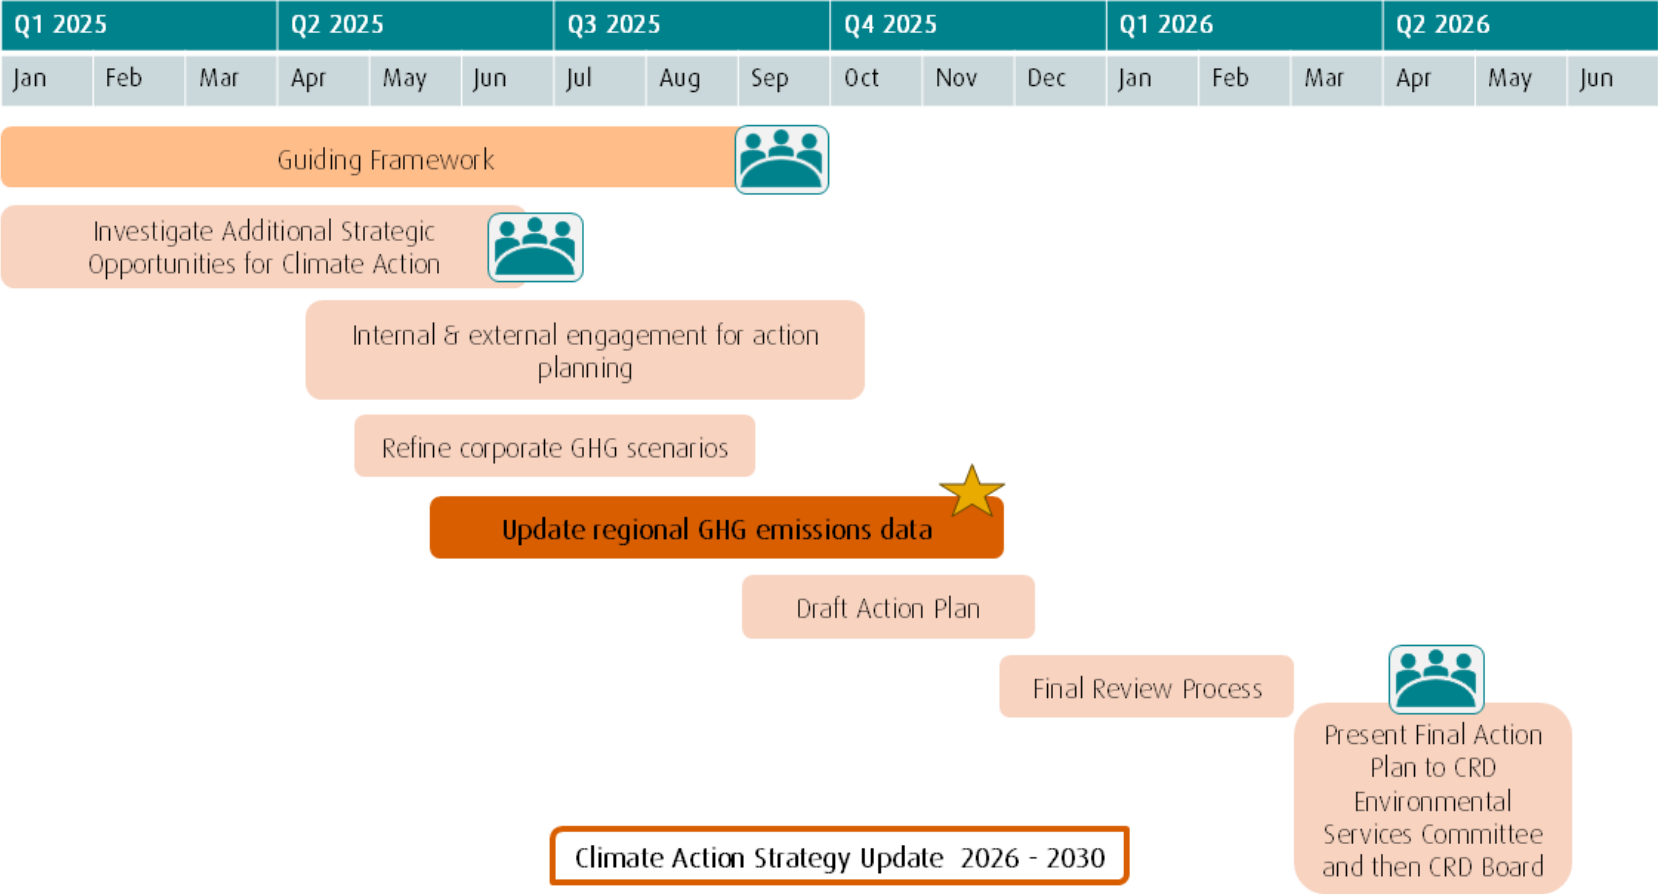 Q1 2025 Q2 2025 Q3 2025 Q4 2025 Q1 2026 Q2 2026
Jan Feb Mar Apr May Jun Jul Aug Sep Oct Nov Dec Jan Feb Mar Apr May Jun
Guiding Framework
Investigate Additional Strategic
Opportunities for Climate Action
Internal & external engagement for action
planning
Refine corporate GHG scenarios
Update regional GHG emissions data
Draft Action Plan
Final Review Process
Present Final Action
Plan to CRD
Environmental
Services Committee
and then CRD Board
Climate Action Strategy Update 2026 - 2030